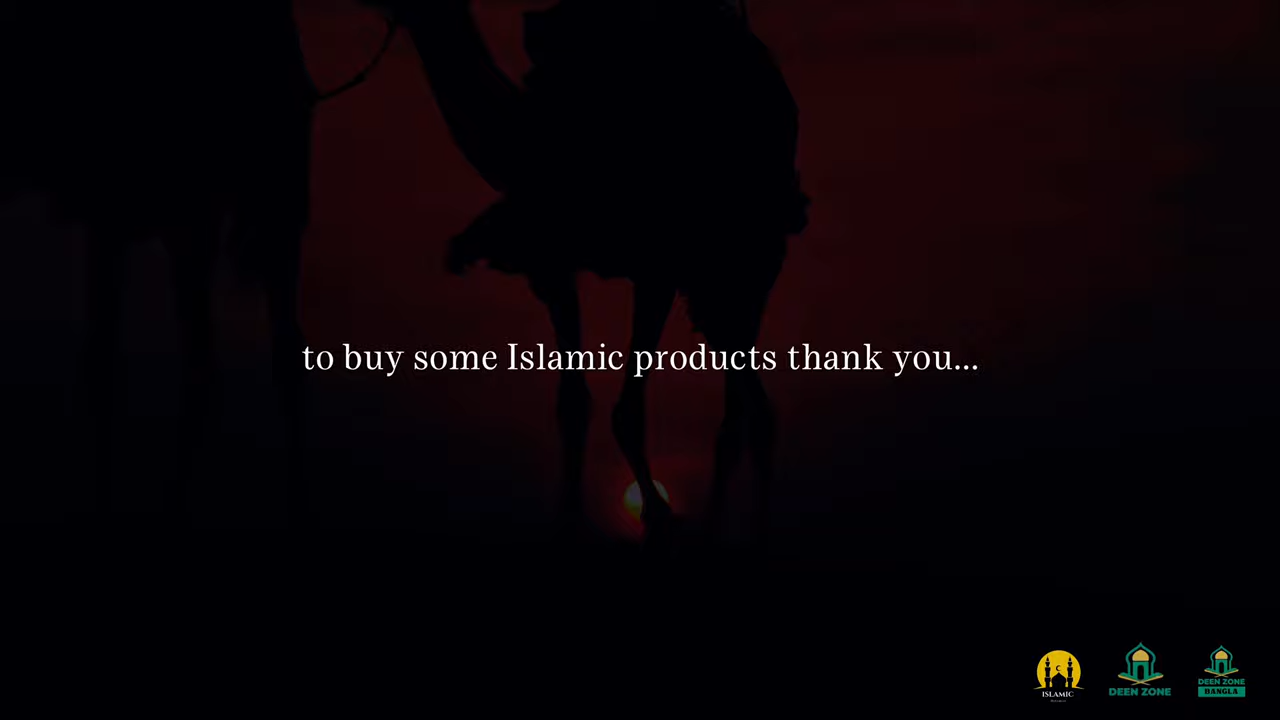 to buy some Islamic products thank you...
ISLAMIC
DEEN ZONE
DEEN ZONE
BANGLA